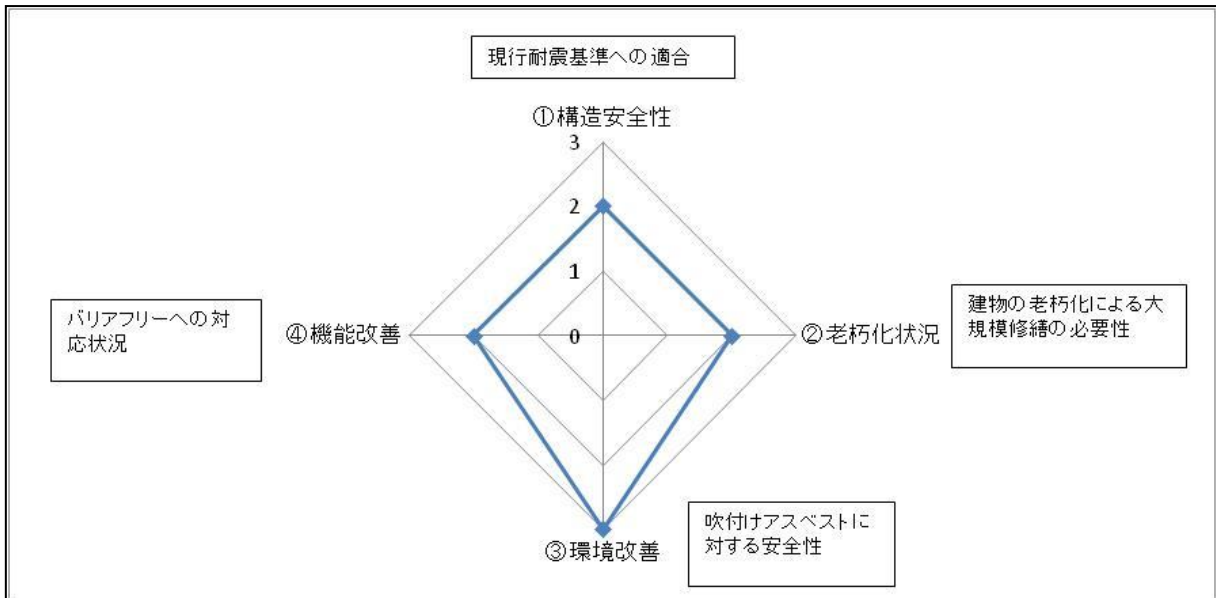 現行耐震基準への適合
①構造安全性
3
2
1
0
バリアフリーへの対
応状況
④機能改善
②老朽化状況
建物の老朽化による大
規模修繕の必要性
吹付けアスベストに
対する安全性
③環境改善